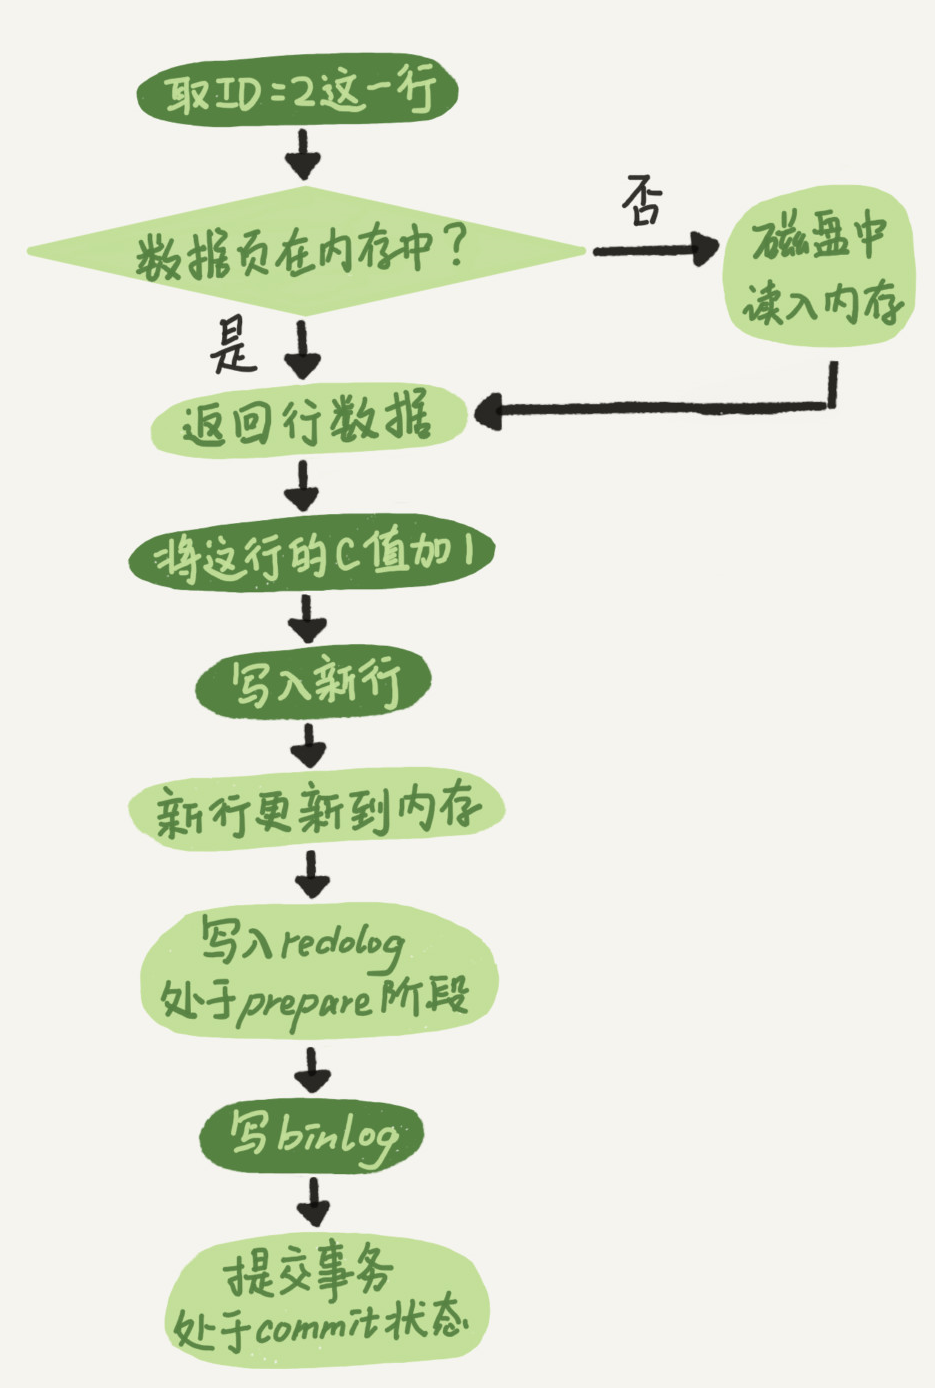 取ID=2这一行
数据页在内存中?
否
磁盘中
读入内存
是
返回行数据
将这行的C值加1
写入新行
新行更新到内存
写入redolog
处于prepare阶段
写binlog
提交事务
处于commit状态